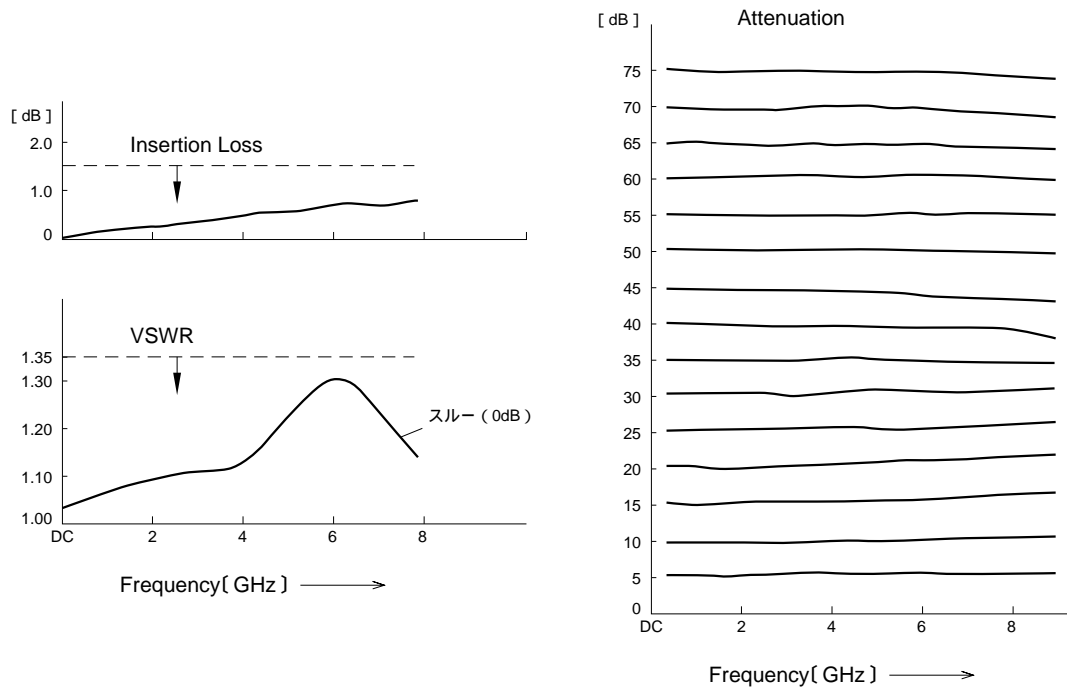 [ dB ]
2.0
Insertion Loss
1.0
0
VSWR
1.35
1.30
スルー（0dB）
1.20
1.10
1.00
DC 2 4 6 8
Frequency〔 GHz 〕
[ dB ] Attenuation
75
70
65
60
55
50
45
40
35
30
25
20
15
10
5
0
DC 2 4 6 8
Frequency〔 GHz 〕